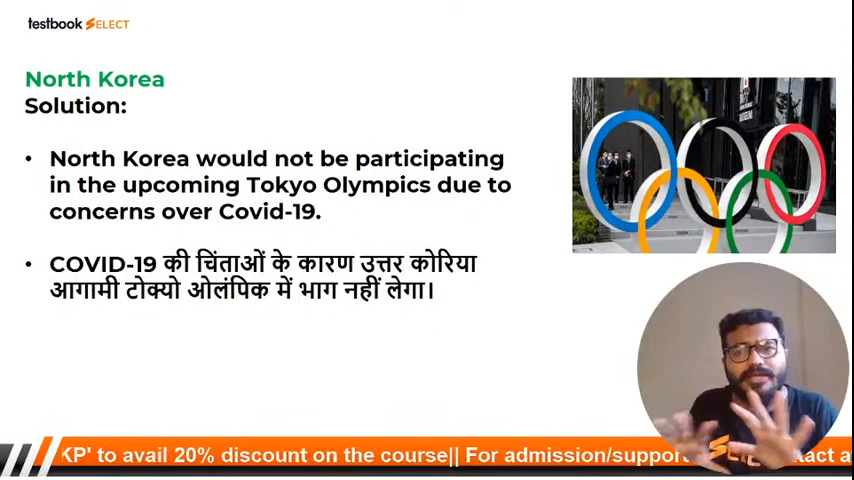 testbook SELECT
North Korea
Solution:
• North Korea would not be participating
in the upcoming Tokyo Olympics due to
concerns over Covid-19.
• COVID-19 की चिंताओं के कारण उत्तर कोरिया
आगामी टोक्यो ओलंपिक में भाग नहीं लेगा।
KP' to avail 20% discount on the course|| For admission/support